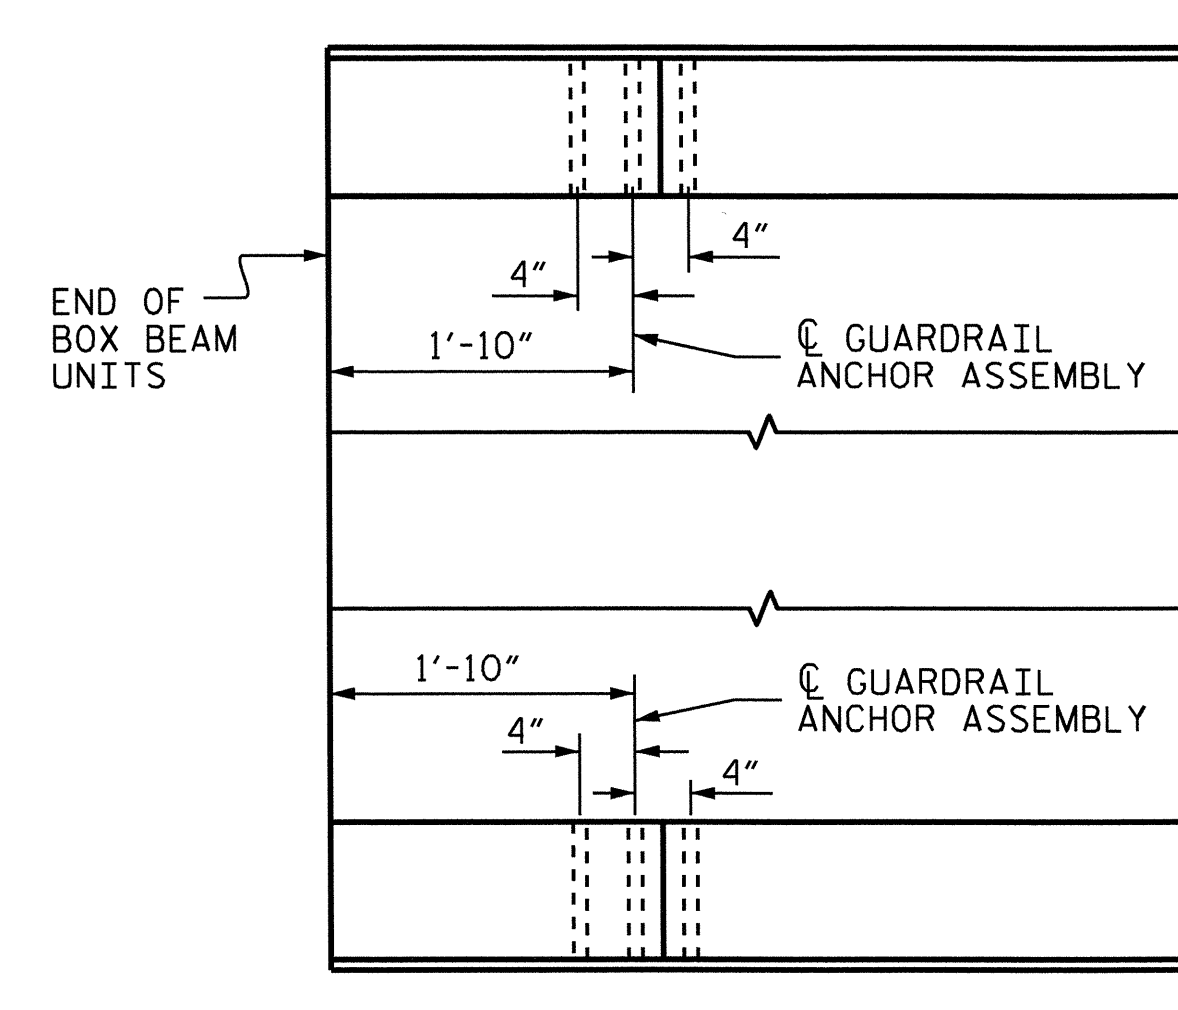 4"
4"
END OF
BOX BEAM
UNITS
1'-10"
℄ GUARDRAIL
ANCHOR ASSEMBLY
1'-10"
℄ GUARDRAIL
ANCHOR ASSEMBLY
4"
4"